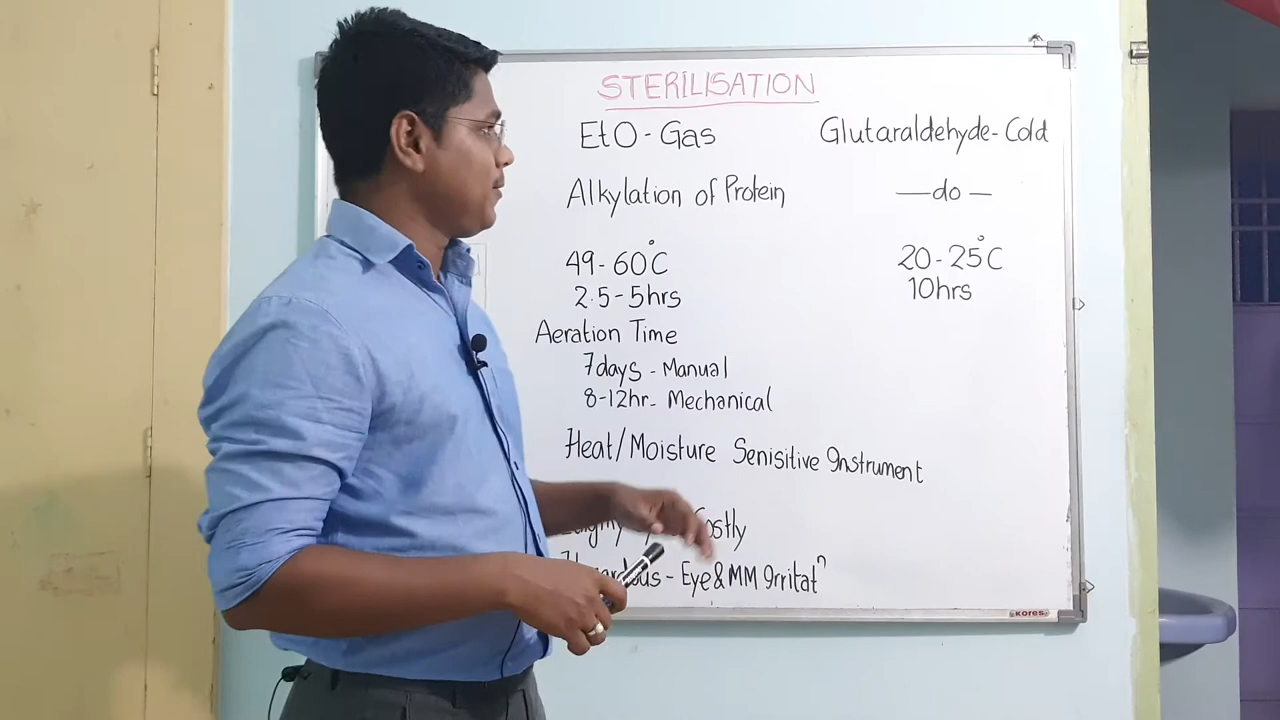 STERILISATION
EtO - Gas
Glutaraldehyde - Cold
Alkylation of Protein
— do —
49 - 60°C
20 - 25°C
2.5 - 5hrs
10hrs
Aeration Time
7days - Manual
8-12hr - Mechanical
Heat/Moisture Senisitive Instrument
Costly
- Eye & MM Irritatⁿ
KORES